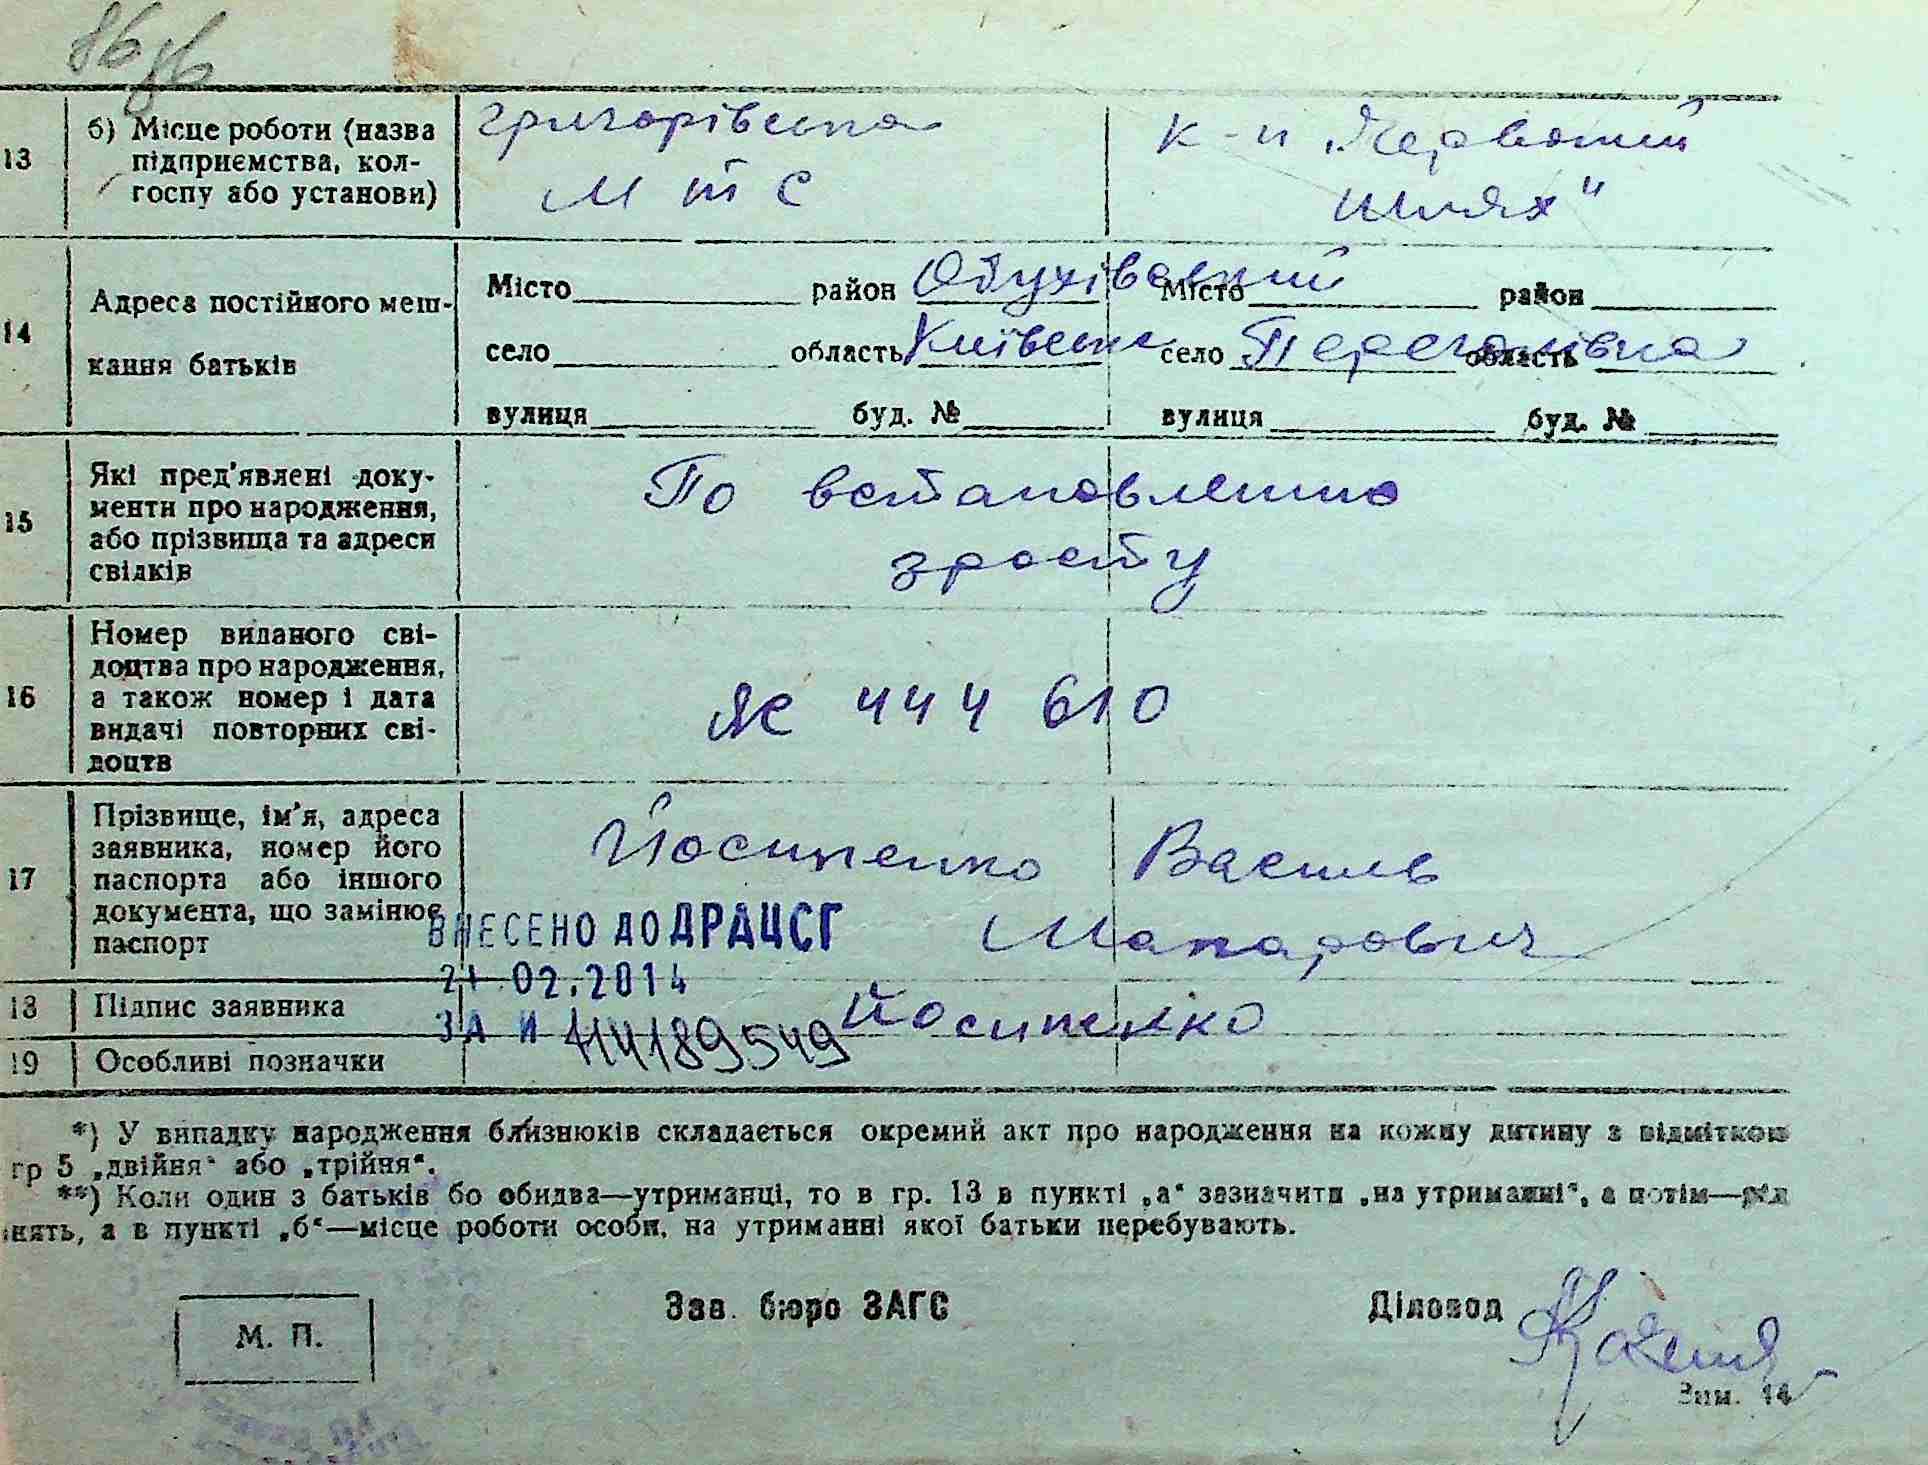 86
86
13
б) Місце роботи (назва
підприємства, кол-
госпу або установи)
Григорівська
М т С
к-п „Червоний
шлях"
14
Адреса постійного меш-
кання батьків
Місто район Обухівський
село область Київська
вулиця буд. №
Місто район
село Перегонівка область
вулиця буд. №
15
Які пред'явлені доку-
менти про народження,
або прізвища та адреси
свідків
По встановленню
зросту
16
Номер виданого сві-
доцтва про народження,
а також номер і дата
видачі повторних сві-
доцтв
ЯЄ 444 610
17
Прізвище, ім'я, адреса
заявника, номер його
паспорта або іншого
документа, що замінює
паспорт
Йосипенко Василь
Макарович
ВНЕСЕНО ДО ДРАЦСГ
21.02.2014
ЗА И 114189549
18
Підпис заявника
Йосипенко
19
Особливі позначки
*) У випадку народження близнюків складається окремий акт про народження на кожну дитину з відміткою
гр 5 „двійня“ або „трійня“.
**) Коли один з батьків бо обидва—утриманці, то в гр. 13 в пункті „а“ зазначити „на утриманні“, а потім—рід
нять, а в пункті „б“—місце роботи особи, на утриманні якої батьки перебувають.
М. П.
Зав. бюро ЗАГС
Діловод
Зим. 14